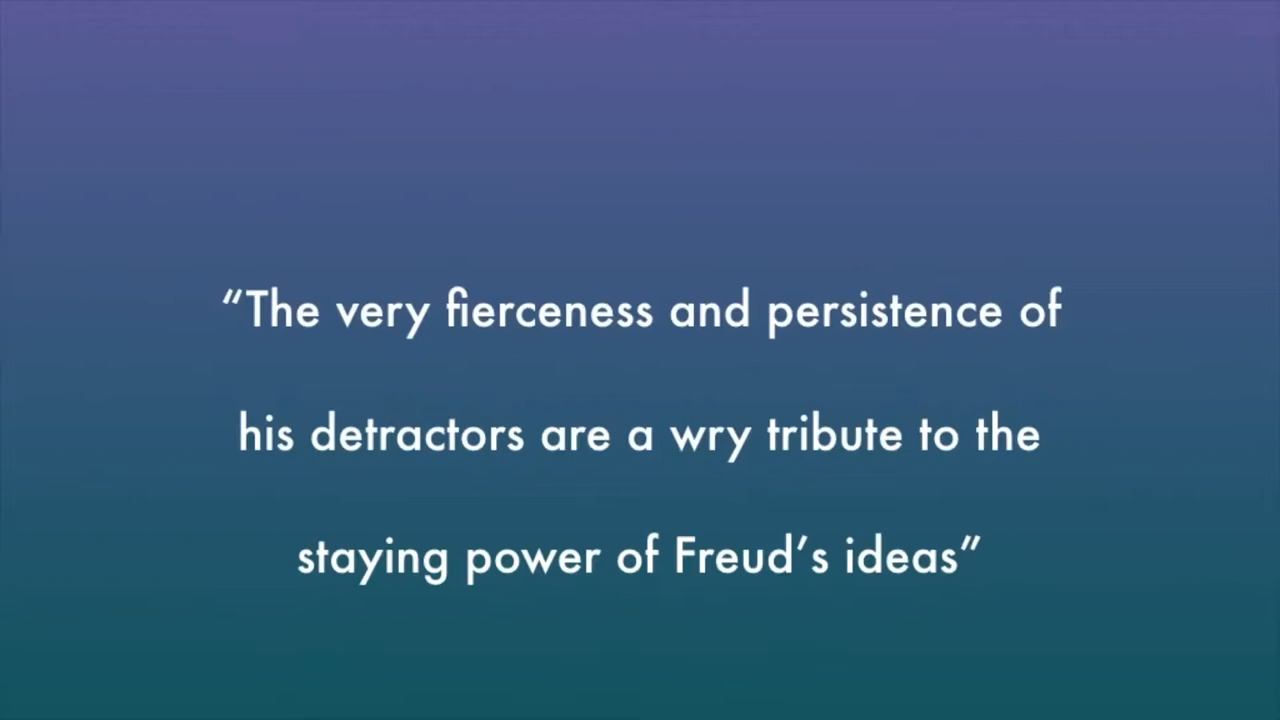 “The very fierceness and persistence of
his detractors are a wry tribute to the
staying power of Freud’s ideas”